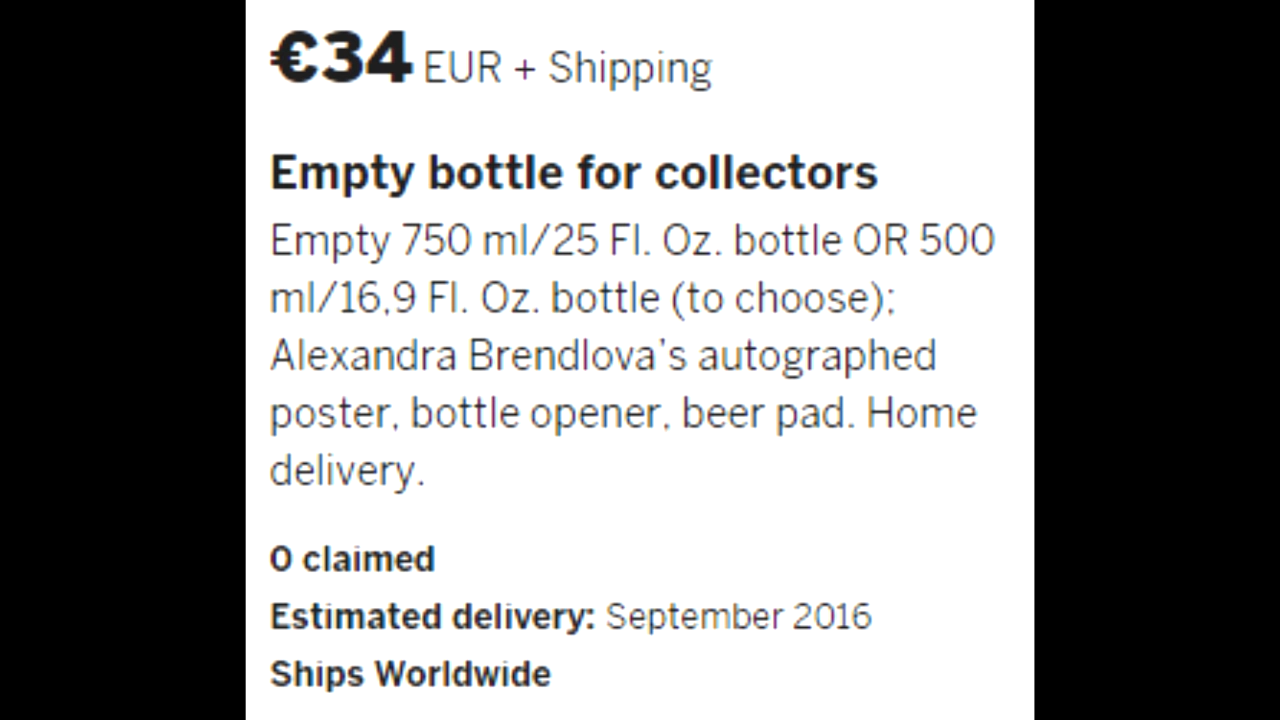 €34 EUR + Shipping
Empty bottle for collectors
Empty 750 ml/25 Fl. Oz. bottle OR 500
ml/16,9 Fl. Oz. bottle (to choose);
Alexandra Brendlova's autographed
poster, bottle opener, beer pad. Home
delivery.
0 claimed
Estimated delivery: September 2016
Ships Worldwide